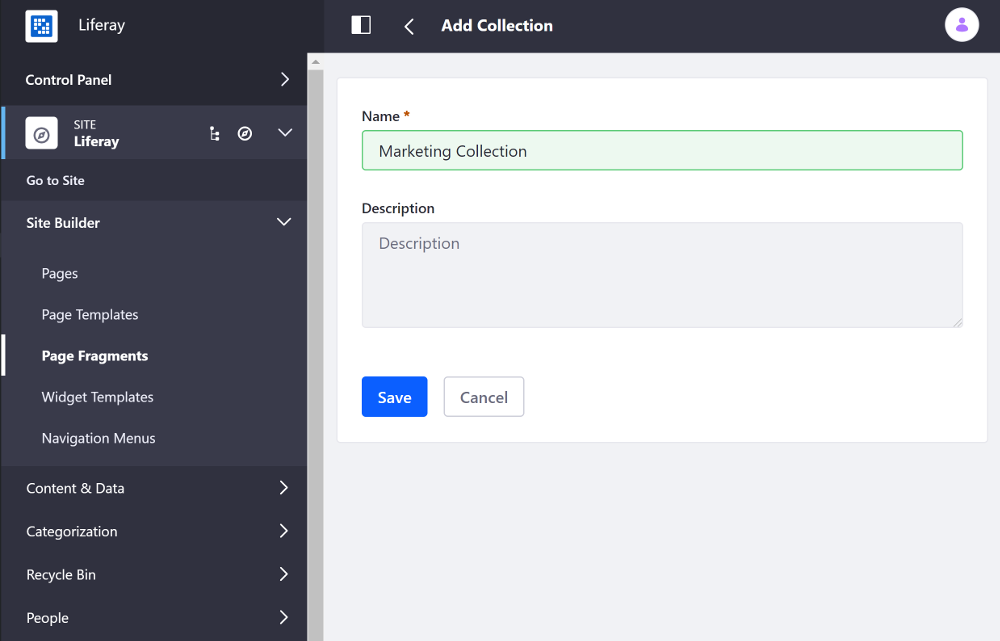 Liferay
Add Collection
Control Panel
SITE
Liferay
Go to Site
Site Builder
Pages
Page Templates
Page Fragments
Widget Templates
Navigation Menus
Content & Data
Categorization
Recycle Bin
People
Name *
Marketing Collection
Description
Description
Save
Cancel